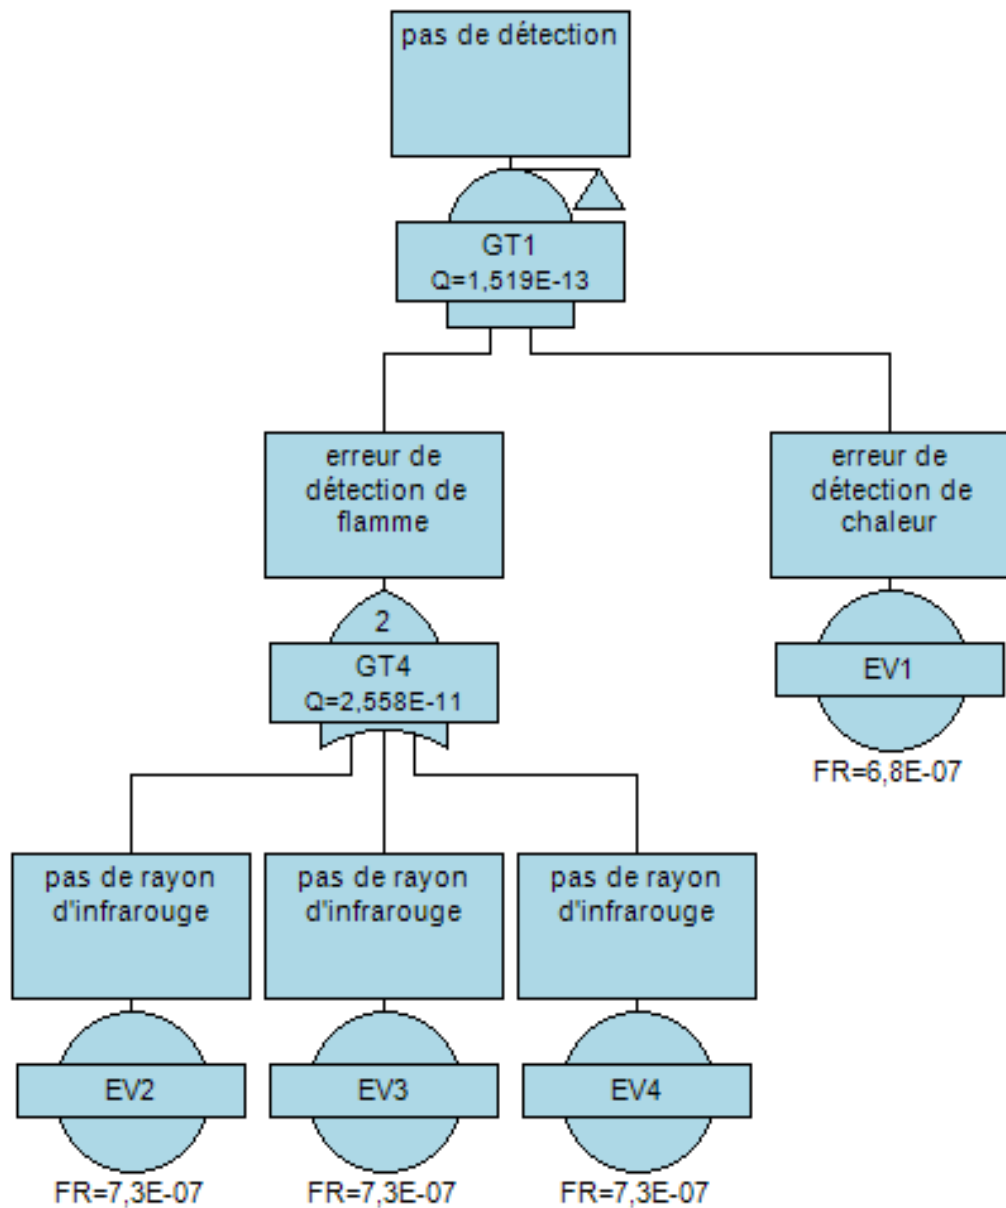 pas de détection
GT1
Q=1,519E-13
erreur de
détection de
flamme
erreur de
détection de
chaleur
2
GT4
Q=2,558E-11
EV1
FR=6,8E-07
pas de rayon
d'infrarouge
pas de rayon
d'infrarouge
pas de rayon
d'infrarouge
EV2
EV3
EV4
FR=7,3E-07
FR=7,3E-07
FR=7,3E-07